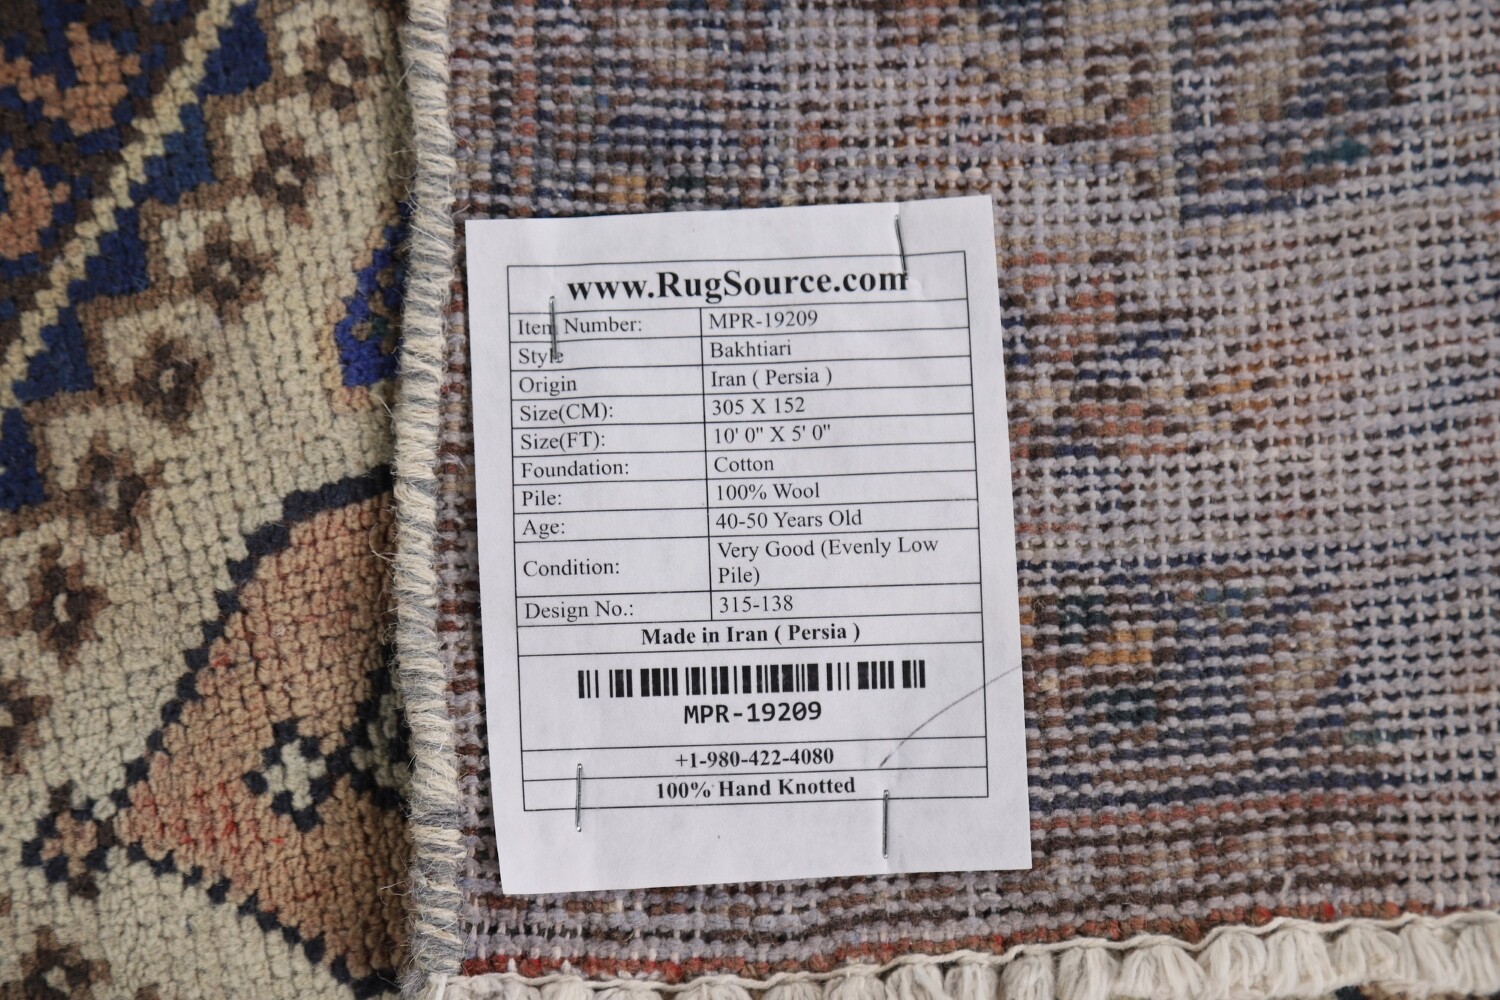 www.RugSource.com
Item Number: MPR-19209
Style Bakhtiari
Origin Iran ( Persia )
Size(CM): 305 X 152
Size(FT): 10' 0" X 5' 0"
Foundation: Cotton
Pile: 100% Wool
Age: 40-50 Years Old
Condition: Very Good (Evenly Low
Pile)
Design No.: 315-138
Made in Iran ( Persia )
MPR-19209
+1-980-422-4080
100% Hand Knotted